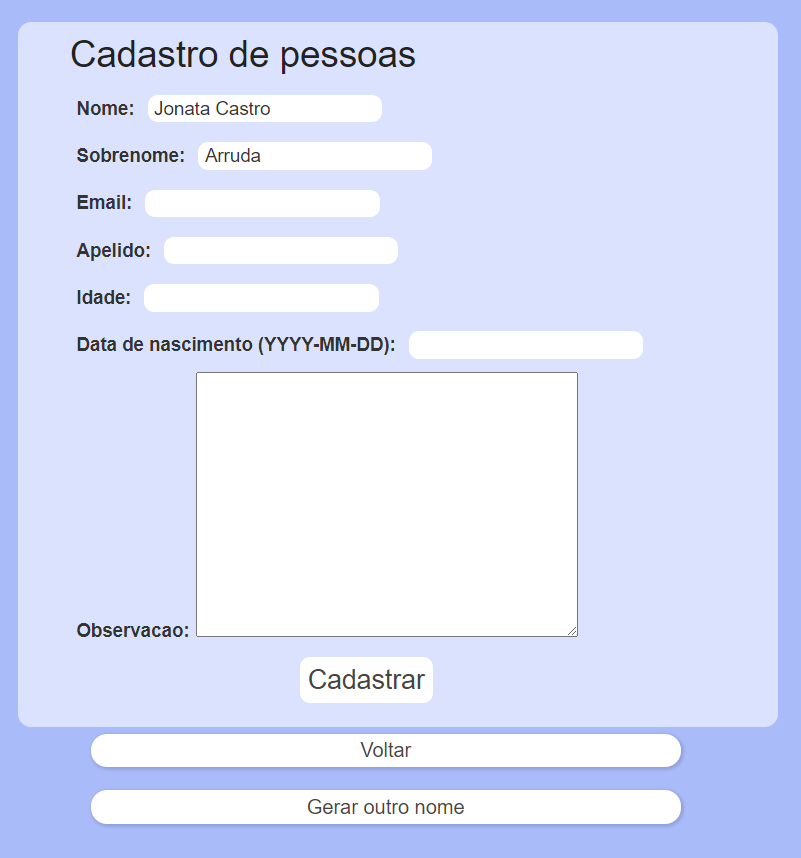 Cadastro de pessoas
Nome: Jonata Castro
Sobrenome: Arruda
Email:
Apelido:
Idade:
Data de nascimento (YYYY-MM-DD):
Observacao:
Cadastrar
Voltar
Gerar outro nome